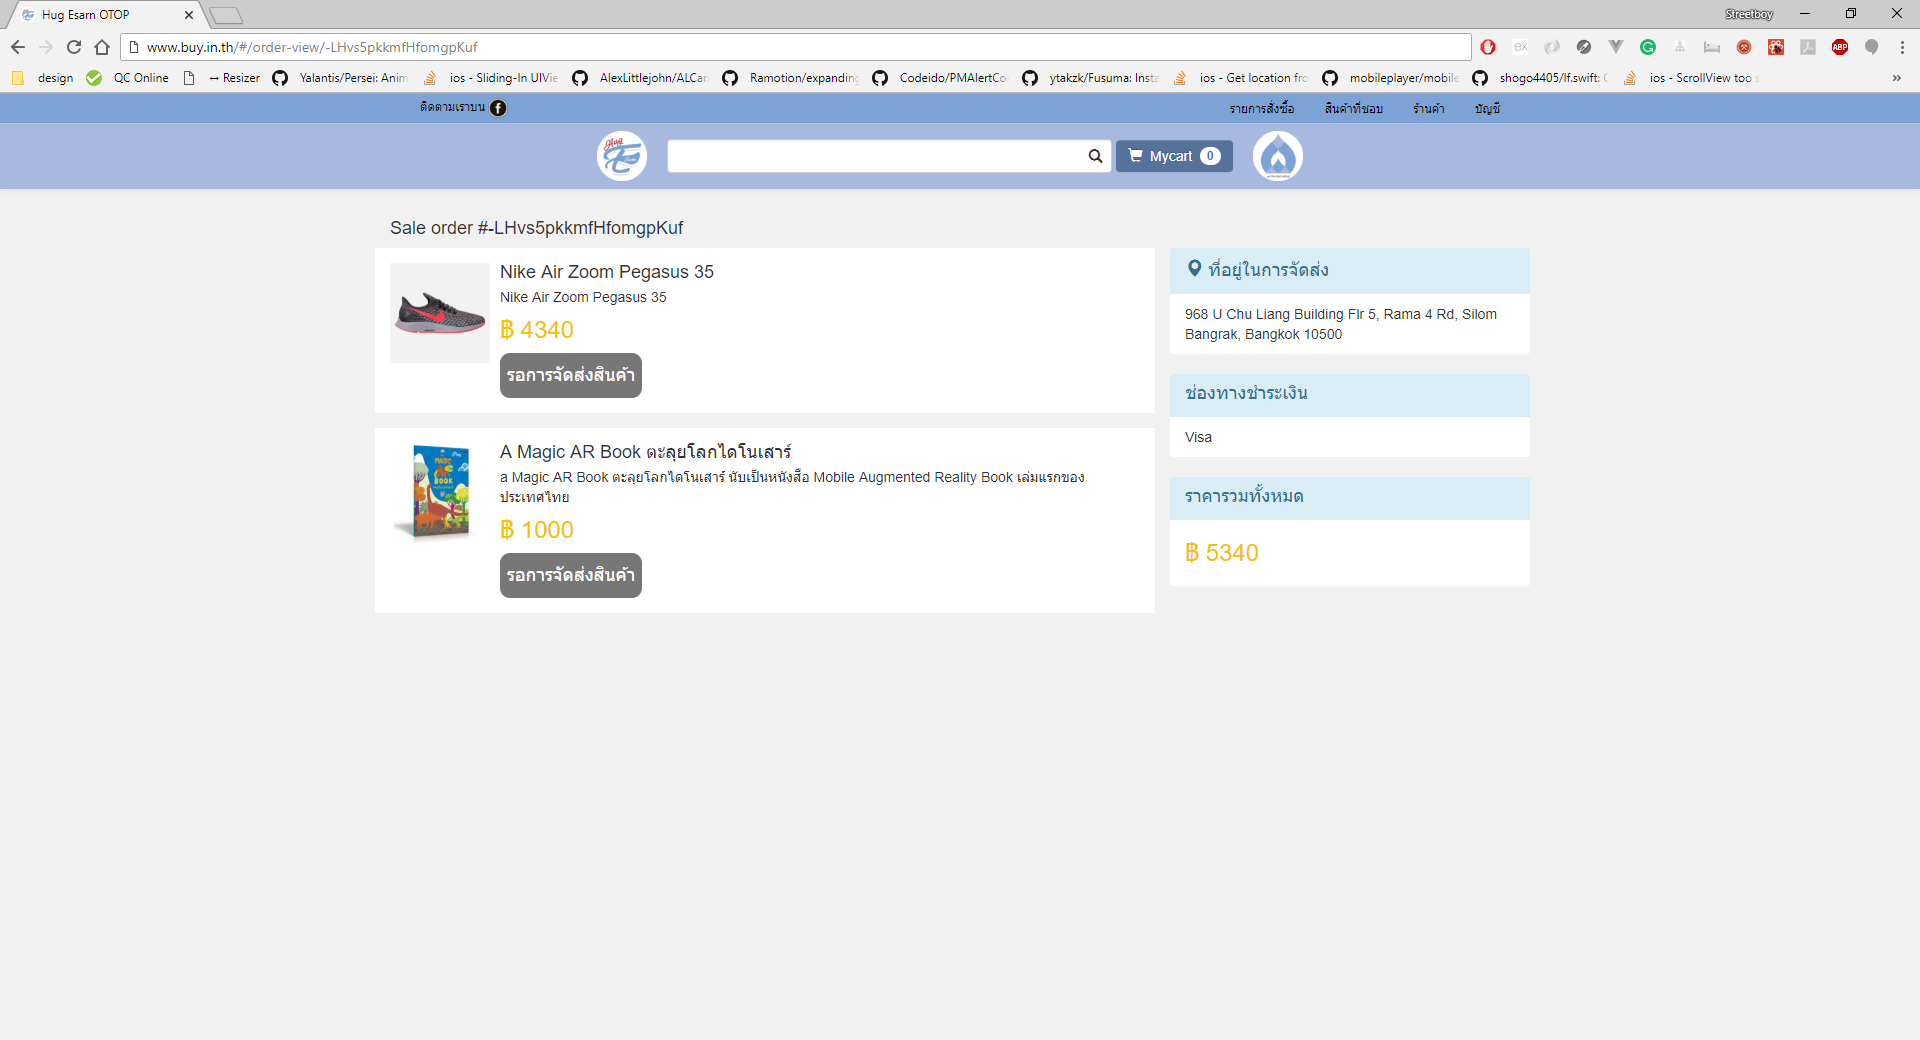 Hug Esarn OTOP
Streetboy
www.buy.in.th/#/order-view/-LHvs5pkkmfHfomgpKuf
design
QC Online
↔ Resizer
Yalantis/Persei: Anim
ios - Sliding-In UIVie
AlexLittlejohn/ALCan
Ramotion/expanding
Codeido/PMAlertCo
ytakzk/Fusuma: Insta
ios - Get location fro
mobileplayer/mobile
shogo4405/lf.swift: C
ios - ScrollView too s
»
ติดตามเราบน
รายการสั่งซื้อ
สินค้าที่ชอบ
ร้านค้า
บัญชี
Hug
Mycart 0
Sale order #-LHvs5pkkmfHfomgpKuf
Nike Air Zoom Pegasus 35
Nike Air Zoom Pegasus 35
฿ 4340
รอการจัดส่งสินค้า
MAGIC
AR
BOOK
A Magic AR Book ตะลุยโลกไดโนเสาร์
a Magic AR Book ตะลุยโลกไดโนเสาร์ นับเป็นหนังสือ Mobile Augmented Reality Book เล่มแรกของ
ประเทศไทย
฿ 1000
รอการจัดส่งสินค้า
ที่อยู่ในการจัดส่ง
968 U Chu Liang Building Flr 5, Rama 4 Rd, Silom
Bangrak, Bangkok 10500
ช่องทางชำระเงิน
Visa
ราคารวมทั้งหมด
฿ 5340